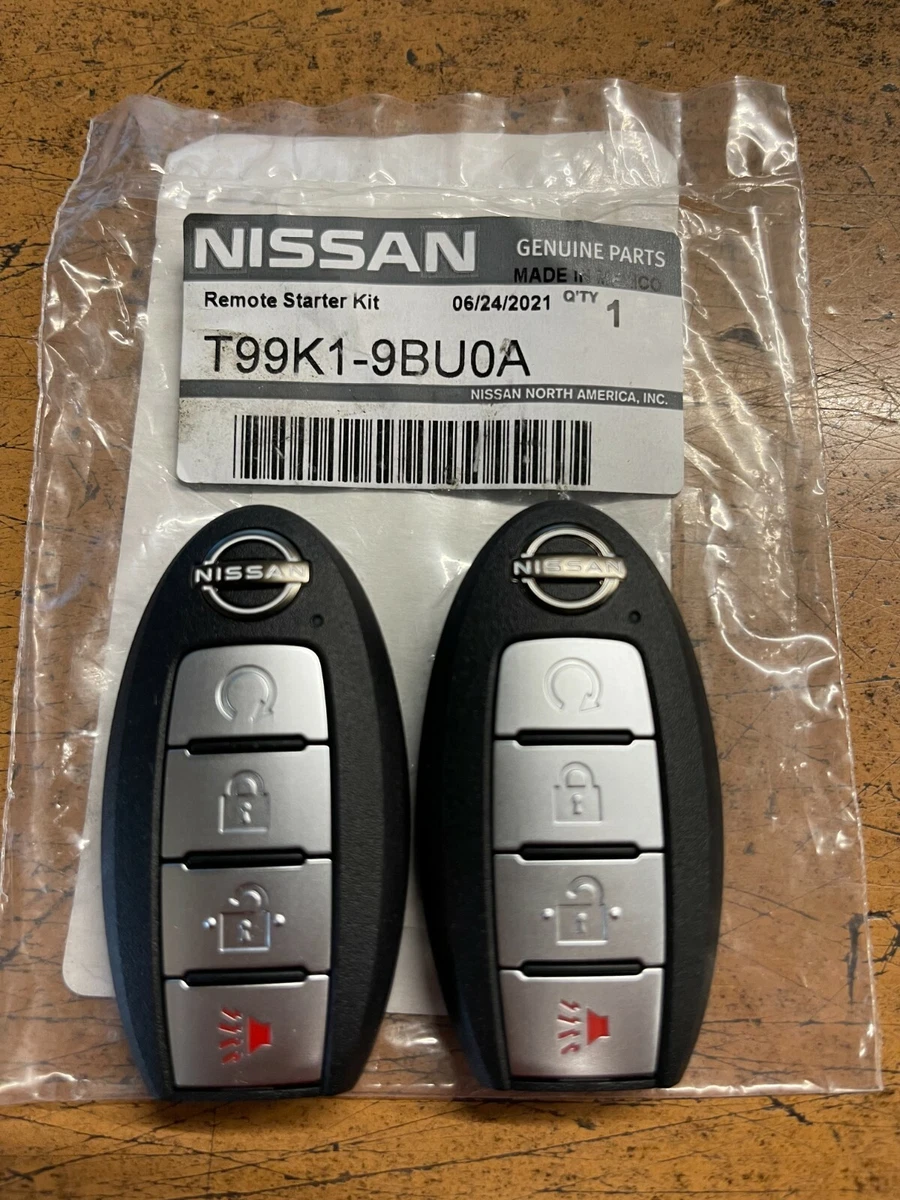 NISSAN GENUINE PARTS
MADE IN MEXICO
Remote Starter Kit 06/24/2021 Q'TY 1
T99K1-9BU0A
NISSAN NORTH AMERICA, INC.
NISSAN NISSAN